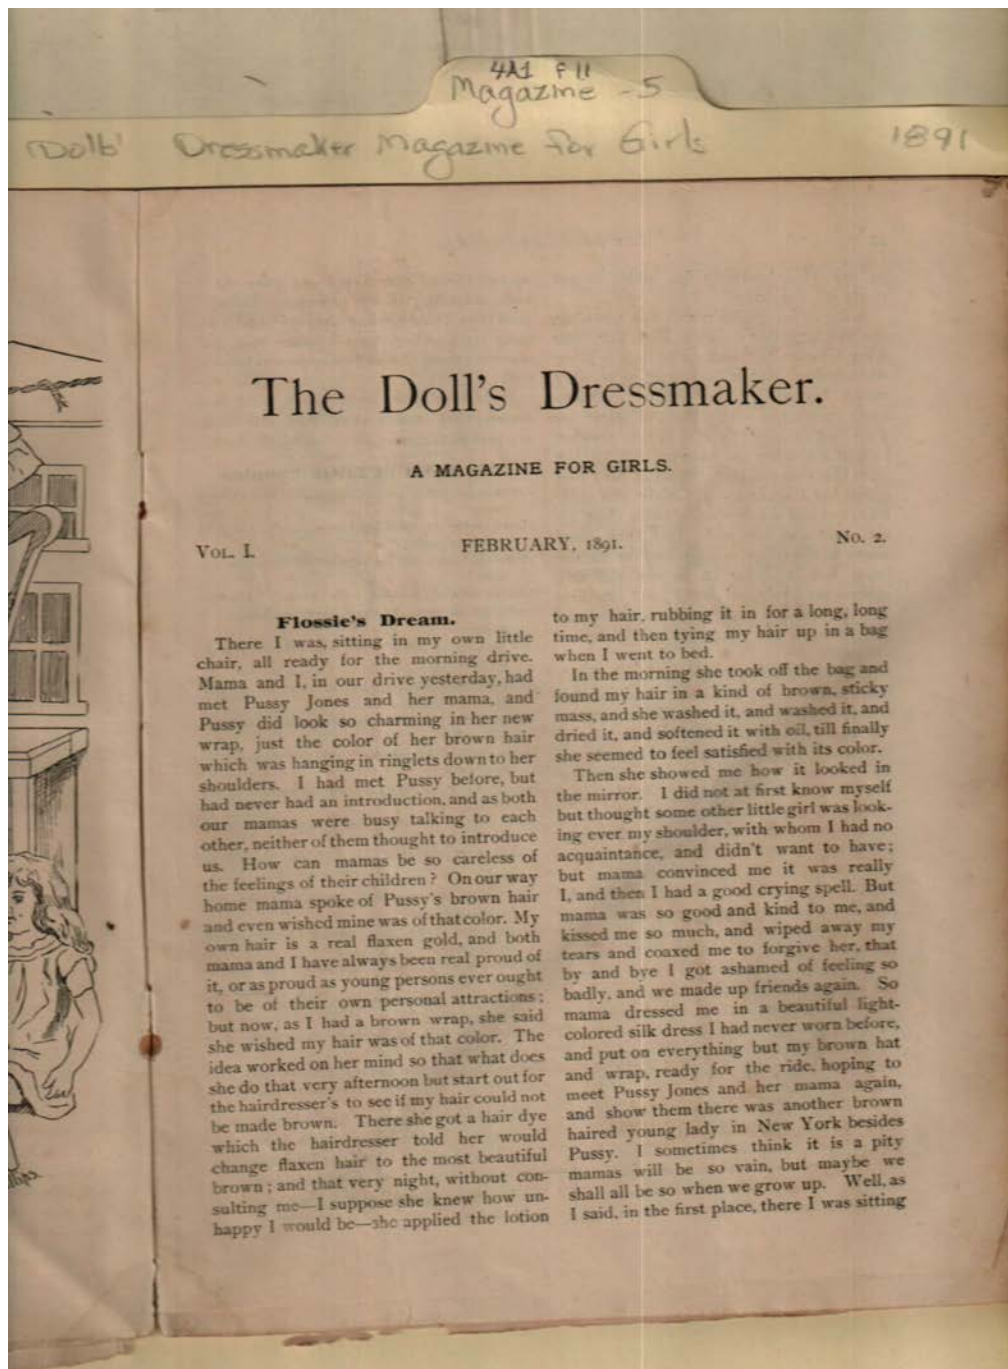 4A1 F11
Magazine - 5
Dressmaker Magazine for Girls
1891
The Doll's Dressmaker.
A MAGAZINE FOR GIRLS.
VOL. I.
FEBRUARY, 1891.
No. 2.
Flossie's Dream.
There I was, sitting in my own little
chair, all ready for the morning drive.
Mama and I, in our drive yesterday, had
met Pussy Jones and her mama, and
Pussy did look so charming in her new
wrap, just the color of her brown hair
which was hanging in ringlets down to her
shoulders. I had met Pussy before, but
had never had an introduction, and as both
our mamas were busy talking to each
other, neither of them thought to introduce
us. How can mamas be so careless of
the feelings of their children? On our way
home mama spoke of Pussy's brown hair
and even wished mine was of that color. My
own hair is a real flaxen gold, and both
mama and I have always been real proud of
it, or as proud as young persons ever ought
to be of their own personal attractions;
but now, as I had a brown wrap, she said
she wished my hair was of that color. The
idea worked on her mind so that what does
she do that very afternoon but start out for
the hairdresser's to see if my hair could not
be made brown. There she got a hair dye
which the hairdresser told her would
change flaxen hair to the most beautiful
brown; and that very night, without con-
sulting me—I suppose she knew how un-
happy I would be—she applied the lotion
to my hair, rubbing it in for a long, long
time, and then tying my hair up in a bag
when I went to bed.
In the morning she took off the bag and
found my hair in a kind of brown, sticky
mass, and she washed it, and washed it, and
dried it, and softened it with oil, till finally
she seemed to feel satisfied with its color.
Then she showed me how it looked in
the mirror. I did not at first know myself
but thought some other little girl was look-
ing ever my shoulder, with whom I had no
acquaintance, and didn't want to have;
but mama convinced me it was really
I, and then I had a good crying spell. But
mama was so good and kind to me, and
kissed me so much, and wiped away my
tears and coaxed me to forgive her, that
by and bye I got ashamed of feeling so
badly, and we made up friends again. So
mama dressed me in a beautiful light-
colored silk dress I had never worn before,
and put on everything but my brown hat
and wrap, ready for the ride, hoping to
meet Pussy Jones and her mama again,
and show them there was another brown
haired young lady in New York besides
Pussy. I sometimes think it is a pity
mamas will be so vain, but maybe we
shall all be so when we grow up. Well, as
I said, in the first place, there I was sitting